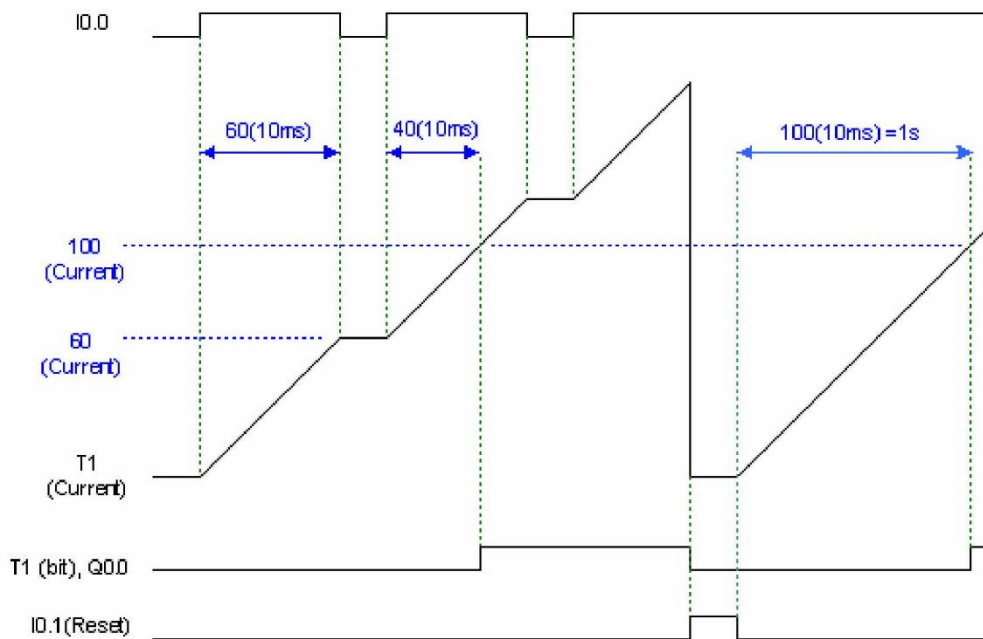 I0.0
60(10ms)
40(10ms)
100(10ms)=1s
100
(Current)
60
(Current)
T1
(Current)
T1 (bit), Q0.0
I0.1(Reset)